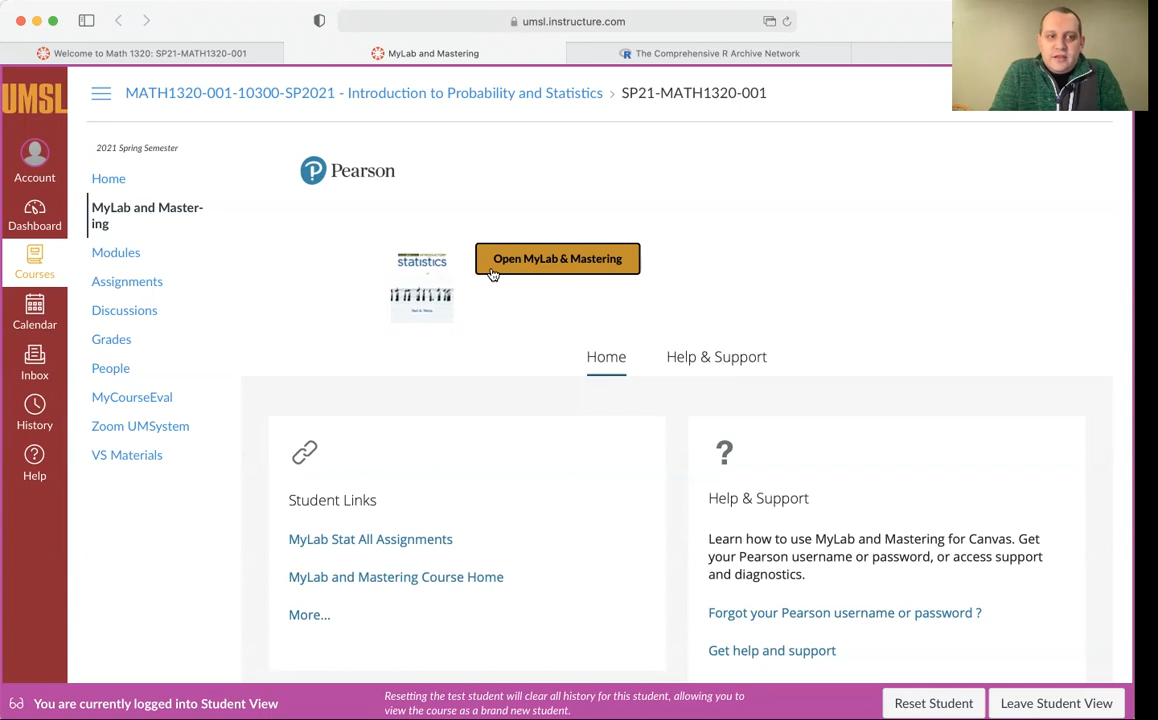 umsl.instructure.com
Welcome to Math 1320: SP21-MATH1320-001
MyLab and Mastering
The Comprehensive R Archive Network
UMSL
MATH1320-001-10300-SP2021 - Introduction to Probability and Statistics > SP21-MATH1320-001
Account
Dashboard
Courses
Calendar
Inbox
History
Help
2021 Spring Semester
Home
MyLab and Master-
ing
Modules
Assignments
Discussions
Grades
People
MyCourseEval
Zoom UMSystem
VS Materials
P Pearson
statistics
Open MyLab & Mastering
Home
Help & Support
Student Links
MyLab Stat All Assignments
MyLab and Mastering Course Home
More...
?
Help & Support
Learn how to use MyLab and Mastering for Canvas. Get
your Pearson username or password, or access support
and diagnostics.
Forgot your Pearson username or password ?
Get help and support
You are currently logged into Student View
Resetting the test student will clear all history for this student, allowing you to
view the course as a brand new student.
Reset Student
Leave Student View